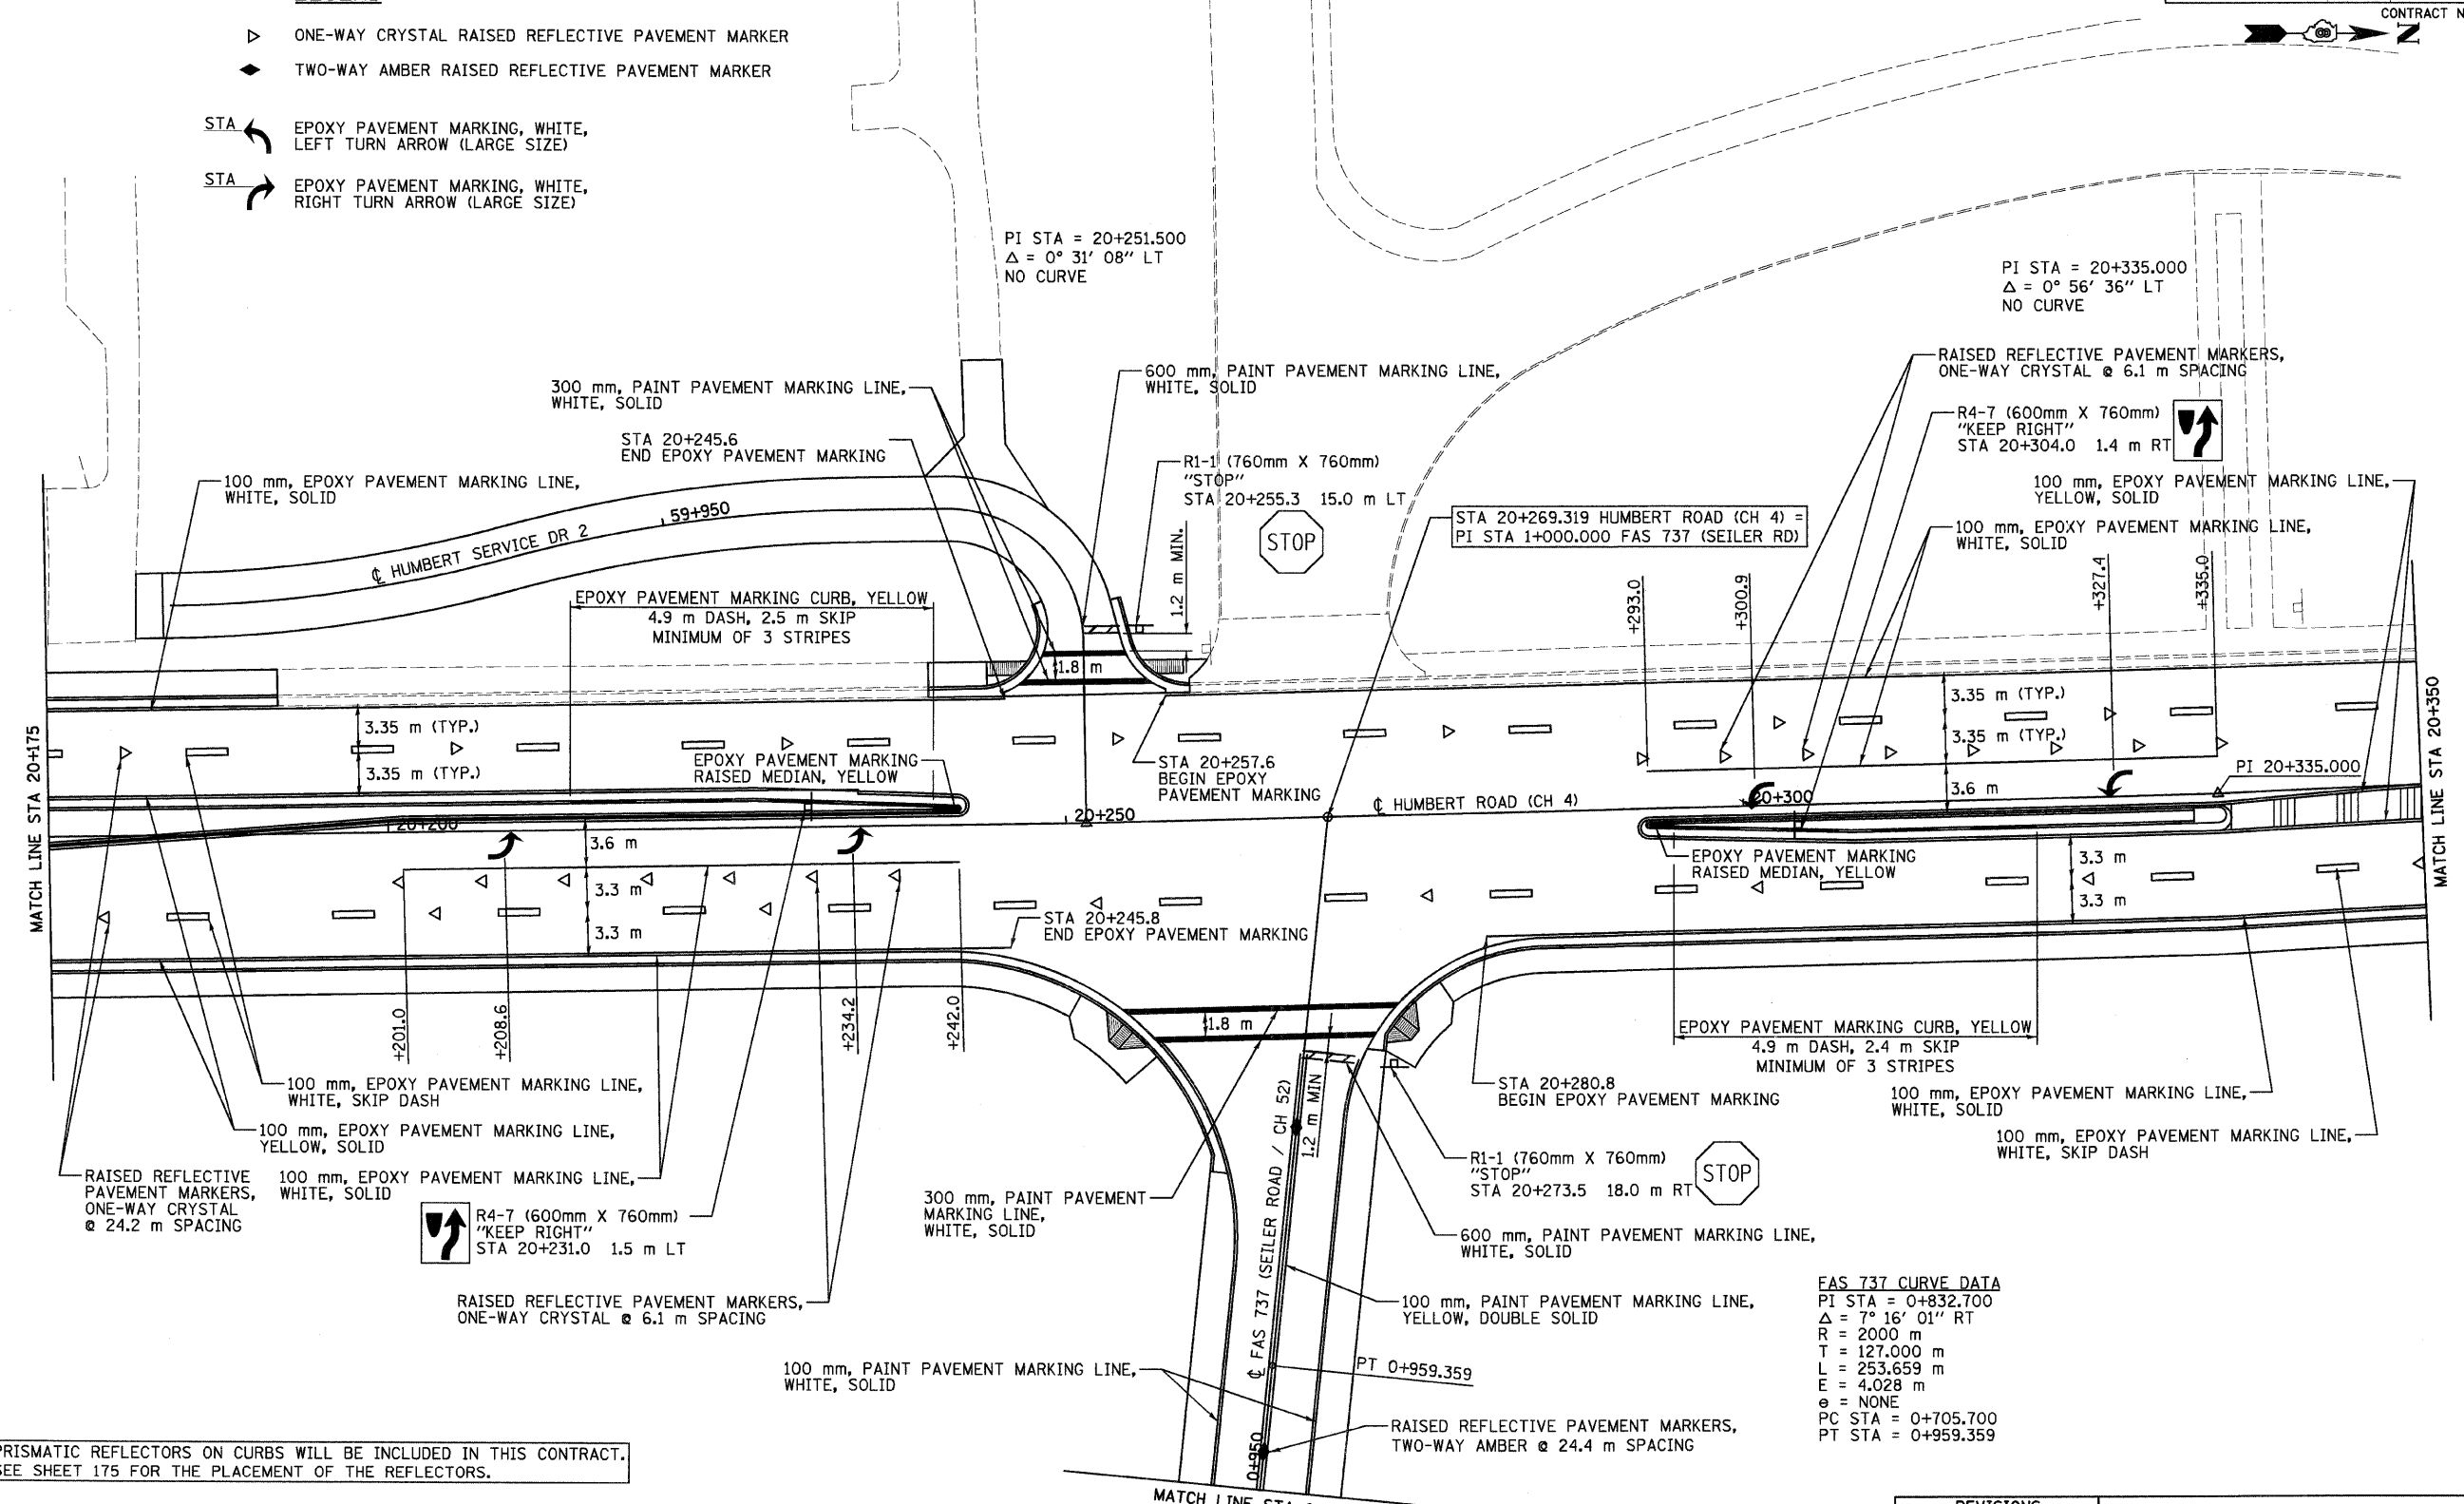 CONTRACT N
N
ONE-WAY CRYSTAL RAISED REFLECTIVE PAVEMENT MARKER
TWO-WAY AMBER RAISED REFLECTIVE PAVEMENT MARKER
STA
EPOXY PAVEMENT MARKING, WHITE,
LEFT TURN ARROW (LARGE SIZE)
STA
EPOXY PAVEMENT MARKING, WHITE,
RIGHT TURN ARROW (LARGE SIZE)
PI STA = 20+251.500
Δ = 0° 31' 08" LT
NO CURVE
PI STA = 20+335.000
Δ = 0° 56' 36" LT
NO CURVE
300 mm, PAINT PAVEMENT MARKING LINE,
WHITE, SOLID
600 mm, PAINT PAVEMENT MARKING LINE,
WHITE, SOLID
RAISED REFLECTIVE PAVEMENT MARKERS,
ONE-WAY CRYSTAL @ 6.1 m SPACING
STA 20+245.6
END EPOXY PAVEMENT MARKING
R4-7 (600mm X 760mm)
"KEEP RIGHT"
STA 20+304.0 1.4 m RT
100 mm, EPOXY PAVEMENT MARKING LINE,
WHITE, SOLID
R1-1 (760mm X 760mm)
"STOP"
STA 20+255.3 15.0 m LT
STOP
100 mm, EPOXY PAVEMENT MARKING LINE,
YELLOW, SOLID
59+950
℄ HUMBERT SERVICE DR 2
STA 20+269.319 HUMBERT ROAD (CH 4) =
PI STA 1+000.000 FAS 737 (SEILER RD)
100 mm, EPOXY PAVEMENT MARKING LINE,
WHITE, SOLID
1.2 m MIN.
+293.0
+300.9
+327.4
+335.0
EPOXY PAVEMENT MARKING CURB, YELLOW
4.9 m DASH, 2.5 m SKIP
MINIMUM OF 3 STRIPES
1.8 m
MATCH LINE STA 20+175
3.35 m (TYP.)
3.35 m (TYP.)
EPOXY PAVEMENT MARKING
RAISED MEDIAN, YELLOW
STA 20+257.6
BEGIN EPOXY
PAVEMENT MARKING
3.35 m (TYP.)
3.35 m (TYP.)
MATCH LINE STA 20+350
PI 20+335.000
20+200
20+250
℄ HUMBERT ROAD (CH 4)
20+300
3.6 m
3.6 m
3.3 m
3.3 m
EPOXY PAVEMENT MARKING
RAISED MEDIAN, YELLOW
3.3 m
3.3 m
STA 20+245.8
END EPOXY PAVEMENT MARKING
+201.0
+208.6
+234.2
+242.0
1.8 m
EPOXY PAVEMENT MARKING CURB, YELLOW
4.9 m DASH, 2.4 m SKIP
MINIMUM OF 3 STRIPES
100 mm, EPOXY PAVEMENT MARKING LINE,
WHITE, SKIP DASH
1.2 m MIN
STA 20+280.8
BEGIN EPOXY PAVEMENT MARKING
100 mm, EPOXY PAVEMENT MARKING LINE,
WHITE, SOLID
100 mm, EPOXY PAVEMENT MARKING LINE,
YELLOW, SOLID
100 mm, EPOXY PAVEMENT MARKING LINE,
WHITE, SKIP DASH
RAISED REFLECTIVE
PAVEMENT MARKERS,
ONE-WAY CRYSTAL
@ 24.2 m SPACING
100 mm, EPOXY PAVEMENT MARKING LINE,
WHITE, SOLID
R1-1 (760mm X 760mm)
"STOP"
STA 20+273.5 18.0 m RT
STOP
300 mm, PAINT PAVEMENT
MARKING LINE,
WHITE, SOLID
R4-7 (600mm X 760mm)
"KEEP RIGHT"
STA 20+231.0 1.5 m LT
600 mm, PAINT PAVEMENT MARKING LINE,
WHITE, SOLID
℄ FAS 737 (SEILER ROAD / CH 52)
RAISED REFLECTIVE PAVEMENT MARKERS,
ONE-WAY CRYSTAL @ 6.1 m SPACING
100 mm, PAINT PAVEMENT MARKING LINE,
YELLOW, DOUBLE SOLID
FAS 737 CURVE DATA
PI STA = 0+832.700
Δ = 7° 16' 01" RT
R = 2000 m
T = 127.000 m
L = 253.659 m
E = 4.028 m
e = NONE
PC STA = 0+705.700
PT STA = 0+959.359
100 mm, PAINT PAVEMENT MARKING LINE,
WHITE, SOLID
PT 0+959.359
RAISED REFLECTIVE PAVEMENT MARKERS,
TWO-WAY AMBER @ 24.4 m SPACING
0+950
PRISMATIC REFLECTORS ON CURBS WILL BE INCLUDED IN THIS CONTRACT.
SEE SHEET 175 FOR THE PLACEMENT OF THE REFLECTORS.
MATCH LINE STA
REVISIONS